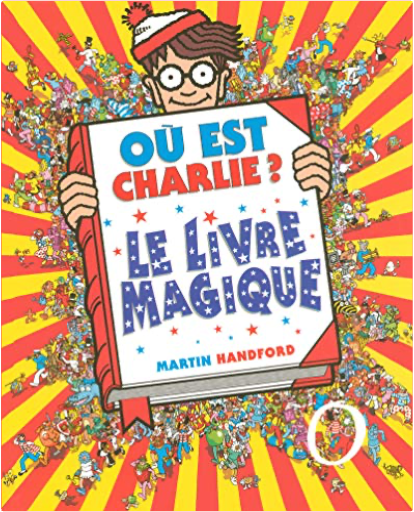 OÙ EST
CHARLIE?
LE LIVRE
MAGIQUE
MARTIN HANDFORD